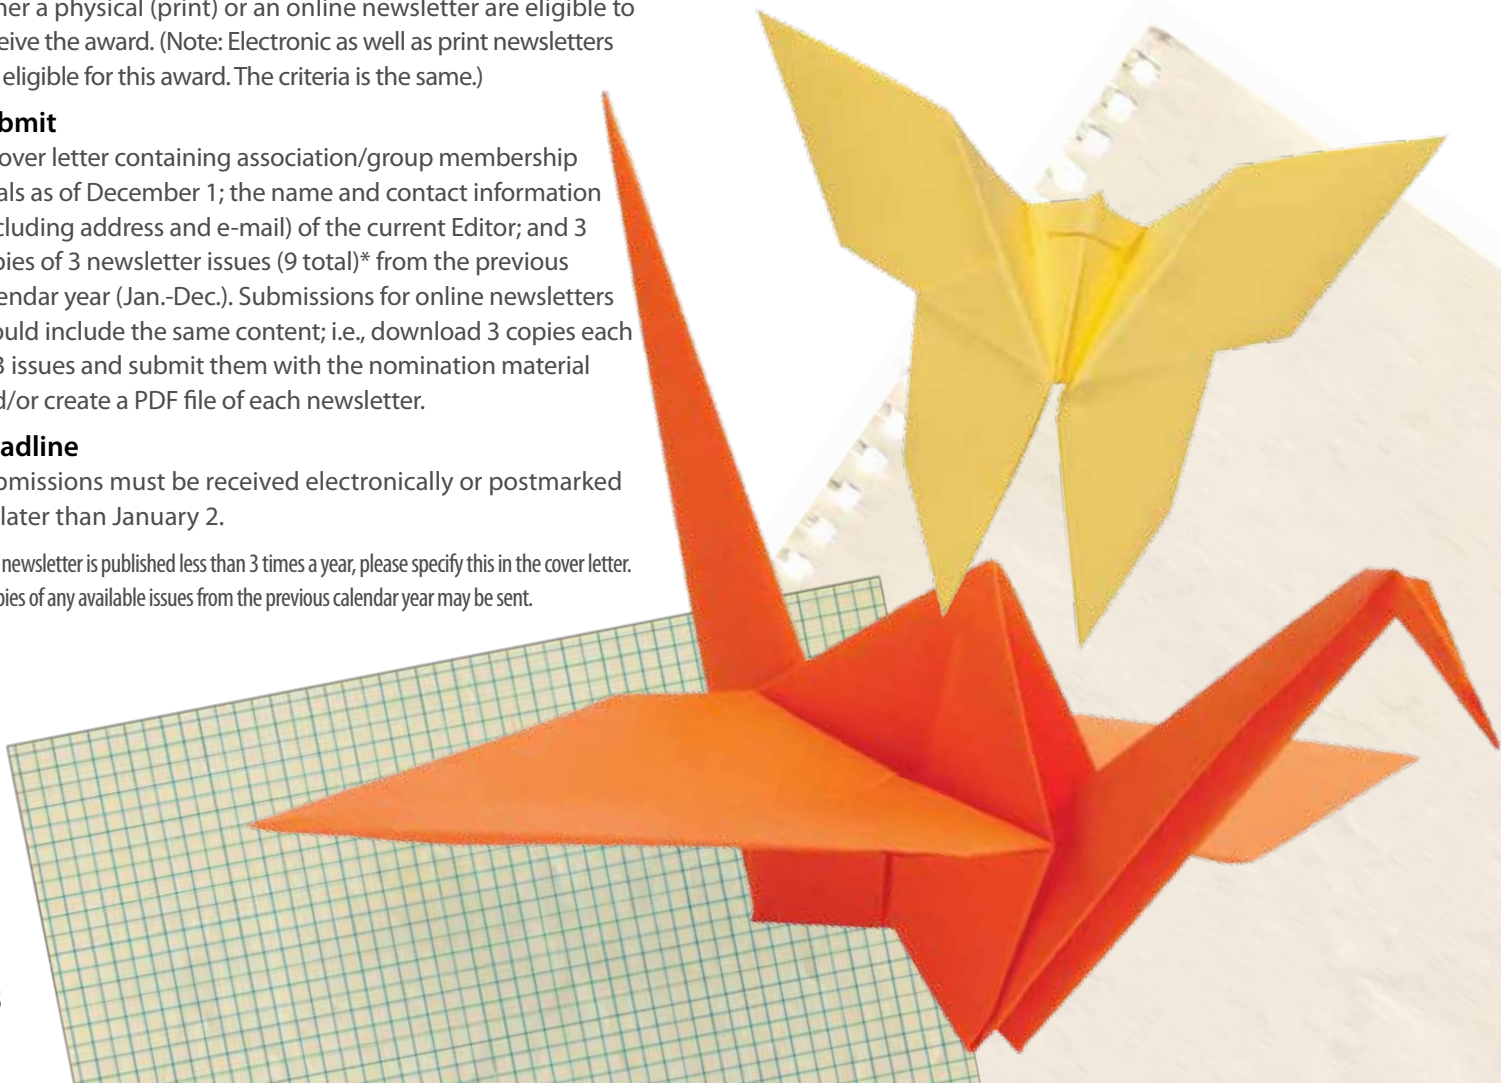 her a physical (print) or an online newsletter are eligible to
eive the award. (Note: Electronic as well as print newsletters
eligible for this award. The criteria is the same.)
bmit
over letter containing association/group membership
als as of December 1; the name and contact information
cluding address and e-mail) of the current Editor; and 3
pies of 3 newsletter issues (9 total)* from the previous
endar year (Jan.-Dec.). Submissions for online newsletters
ould include the same content; i.e., download 3 copies each
3 issues and submit them with the nomination material
d/or create a PDF file of each newsletter.
adline
bmissions must be received electronically or postmarked
later than January 2.
newsletter is published less than 3 times a year, please specify this in the cover letter.
pies of any available issues from the previous calendar year may be sent.